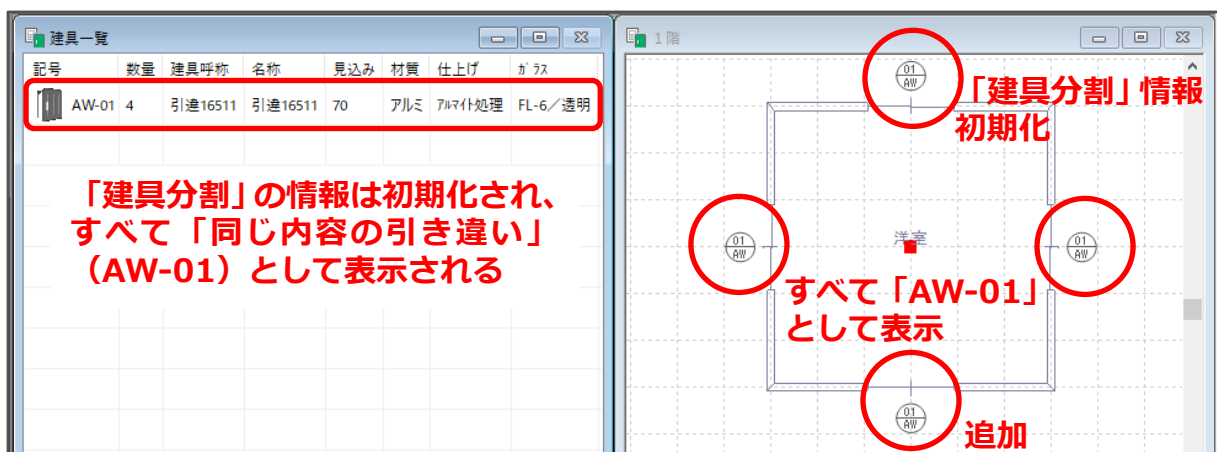 建具一覧
記号 数量 建具呼称 名称 見込み 材質 仕上げ ｶﾞﾗｽ
AW-01 4 引違16511 引違16511 70 アルミ ｱﾙﾏｲﾄ処理 FL-6／透明
「建具分割」の情報は初期化され、
すべて「同じ内容の引き違い」
（AW-01）として表示される
1階
01
AW
「建具分割」情報
初期化
01
AW
洋室
01
AW
すべて「AW-01」
として表示
01
AW
追加